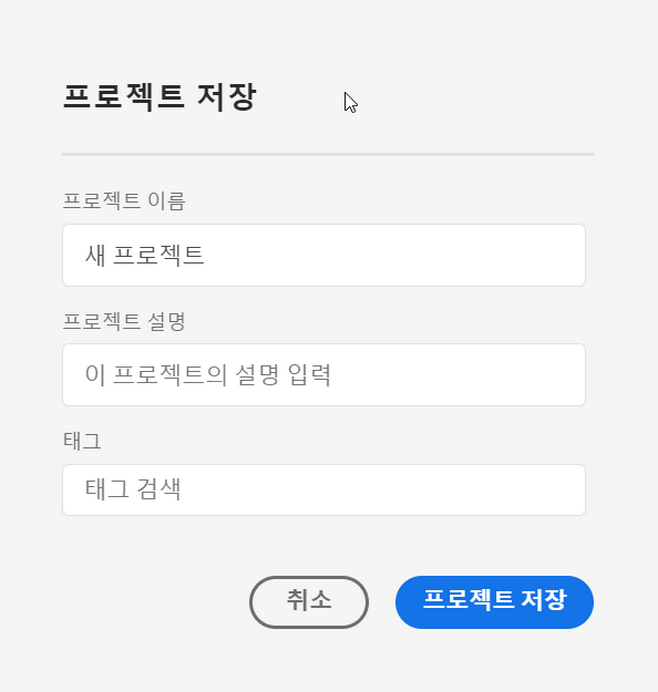 프로젝트 저장
프로젝트 이름
새 프로젝트
프로젝트 설명
이 프로젝트의 설명 입력
태그
태그 검색
취소
프로젝트 저장